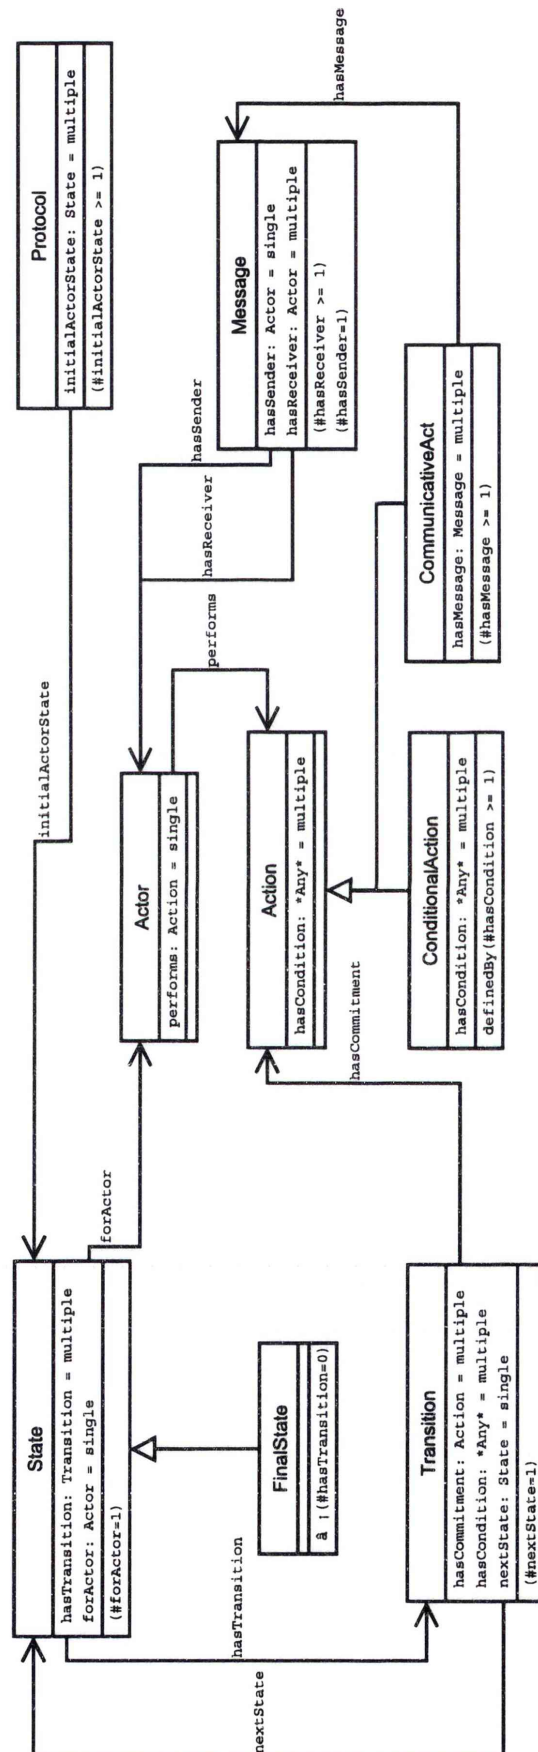 State
hasTransition: Transition = multiple
forActor: Actor = single
(#forActor=1)
initialActorState
Protocol
initialActorState: State = multiple
(#initialActorState >= 1)
forActor
Actor
performs: Action = single
hasSender
hasReceiver
performs
Message
hasSender: Actor = single
hasReceiver: Actor = multiple
(#hasReceiver >= 1)
(#hasSender=1)
hasMessage
hasTransition
nextState
FinalState
â ¡(#hasTransition=0)
Action
hasCondition: *Any* = multiple
hasCommitment
Transition
hasCommitment: Action = multiple
hasCondition: *Any* = multiple
nextState: State = single
(#nextState=1)
ConditionalAction
hasCondition: *Any* = multiple
definedBy(#hasCondition >= 1)
CommunicativeAct
hasMessage: Message = multiple
(#hasMessage >= 1)